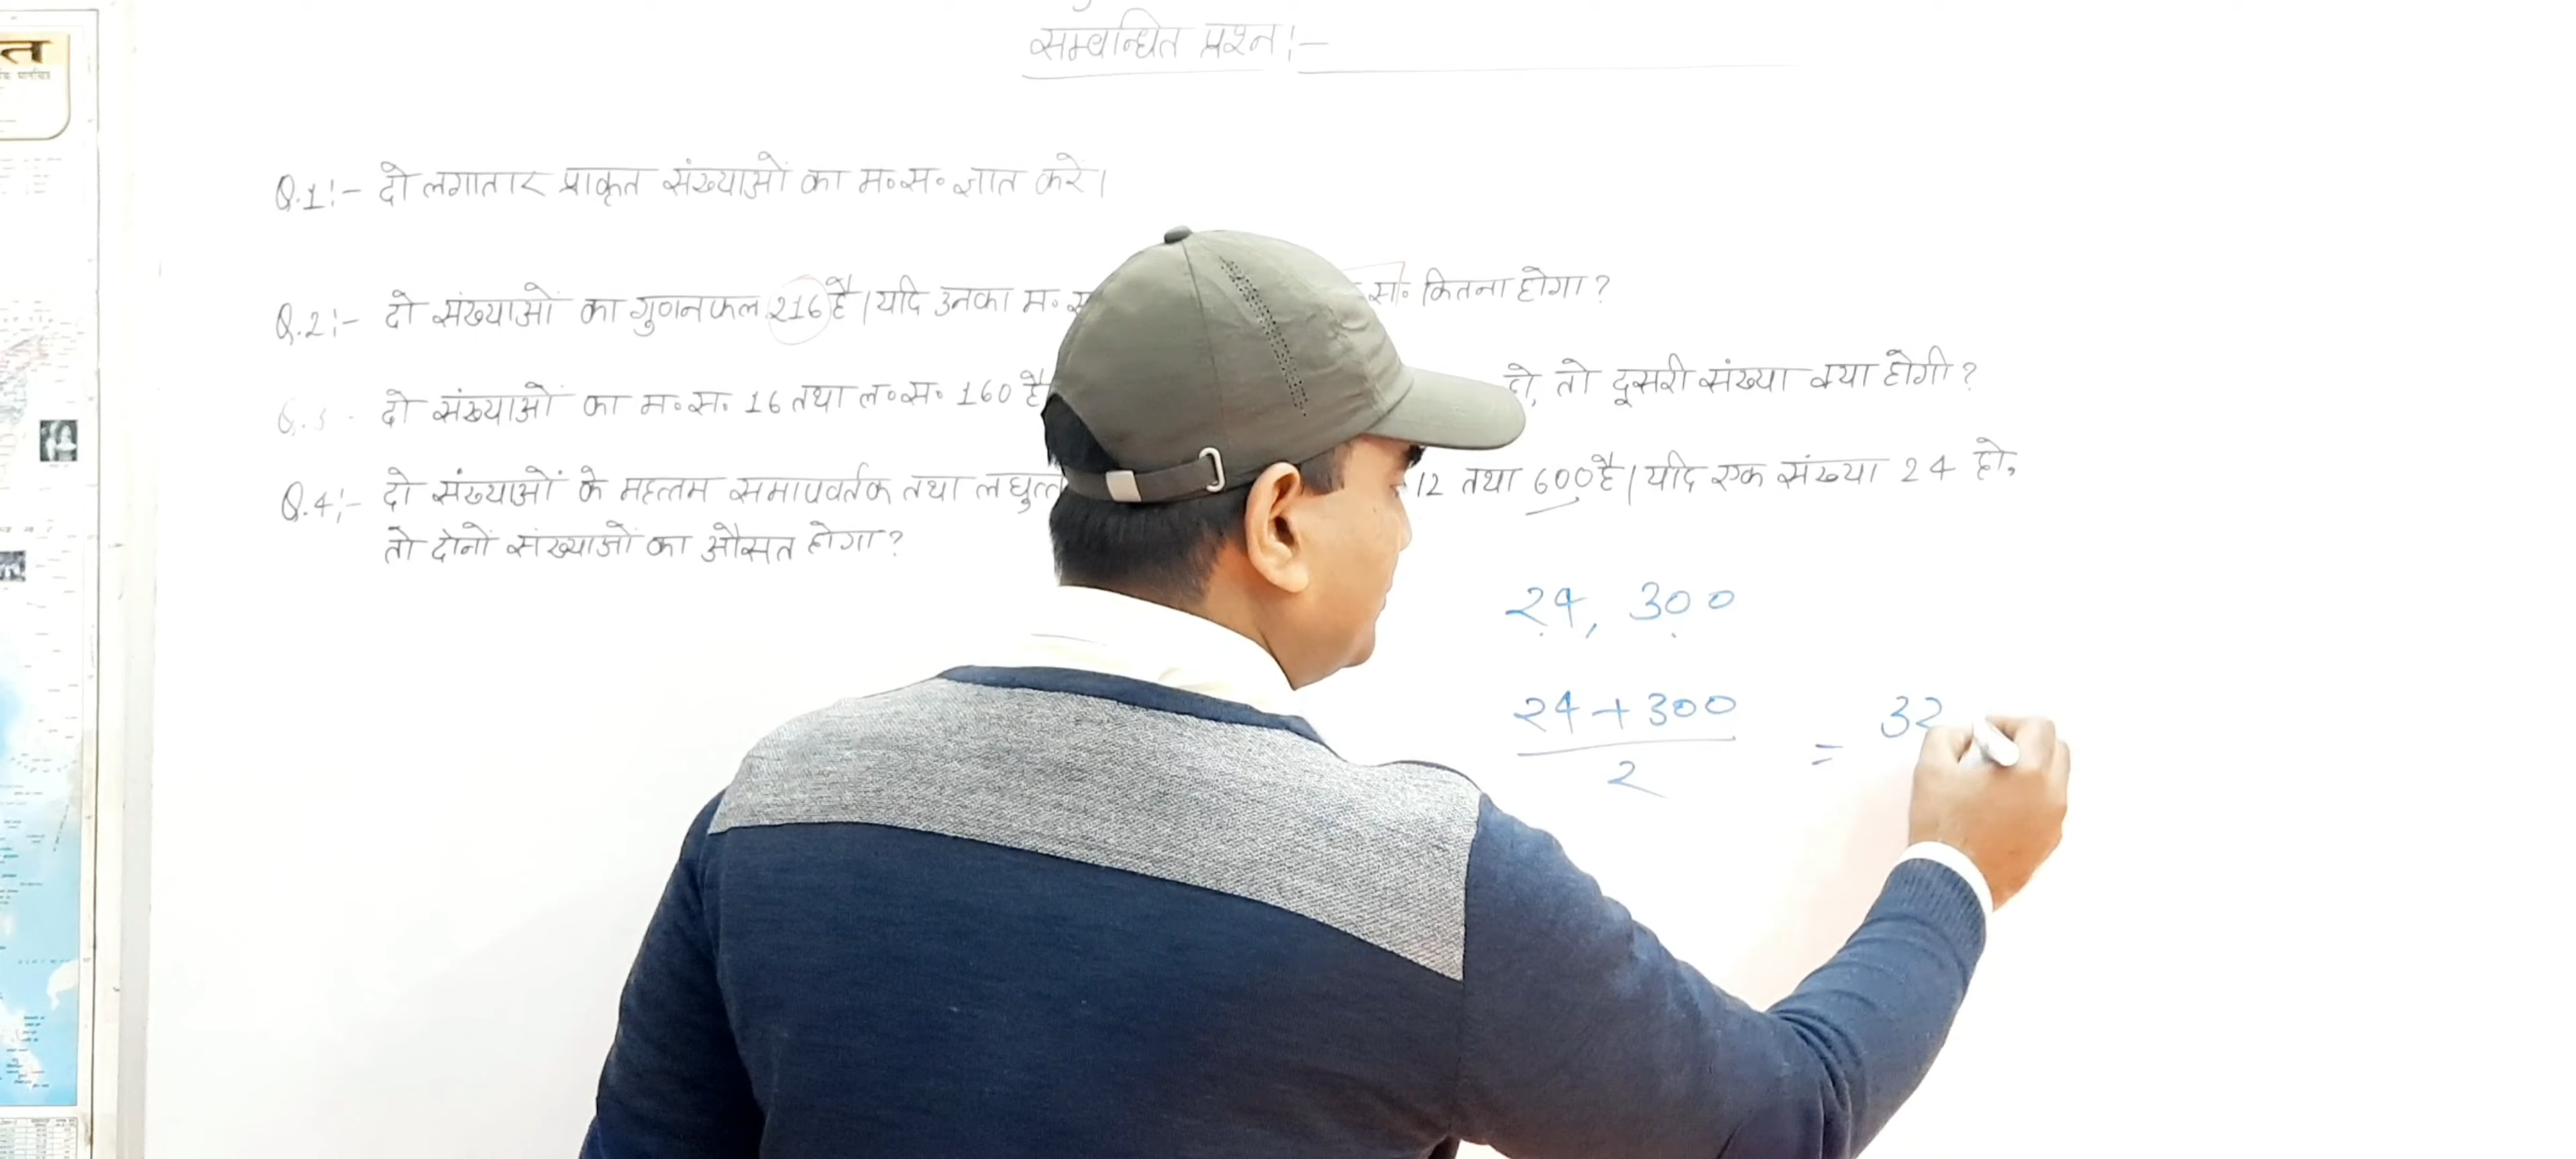 सम्बन्धित प्रश्न:-
Q.1:- दो लगातार प्राकृत संख्याओं का म॰स॰ ज्ञात करे।
Q.2:- दो संख्याओं का गुणनफल 216 है। यदि उनका म॰ स॰ कितना होगा?
Q.3 दो संख्याओं का म॰स॰ 16 तथा ल॰स॰ 160 है हो, तो दूसरी संख्या क्या होगी?
Q.4:- दो संख्याओं के महत्तम समापवर्तक तथा 12 तथा 600 है। यदि एक संख्या 24 हो,
तो दोनों संख्याओं का औसत होगा?
24, 300
24+300
2
= 32
त